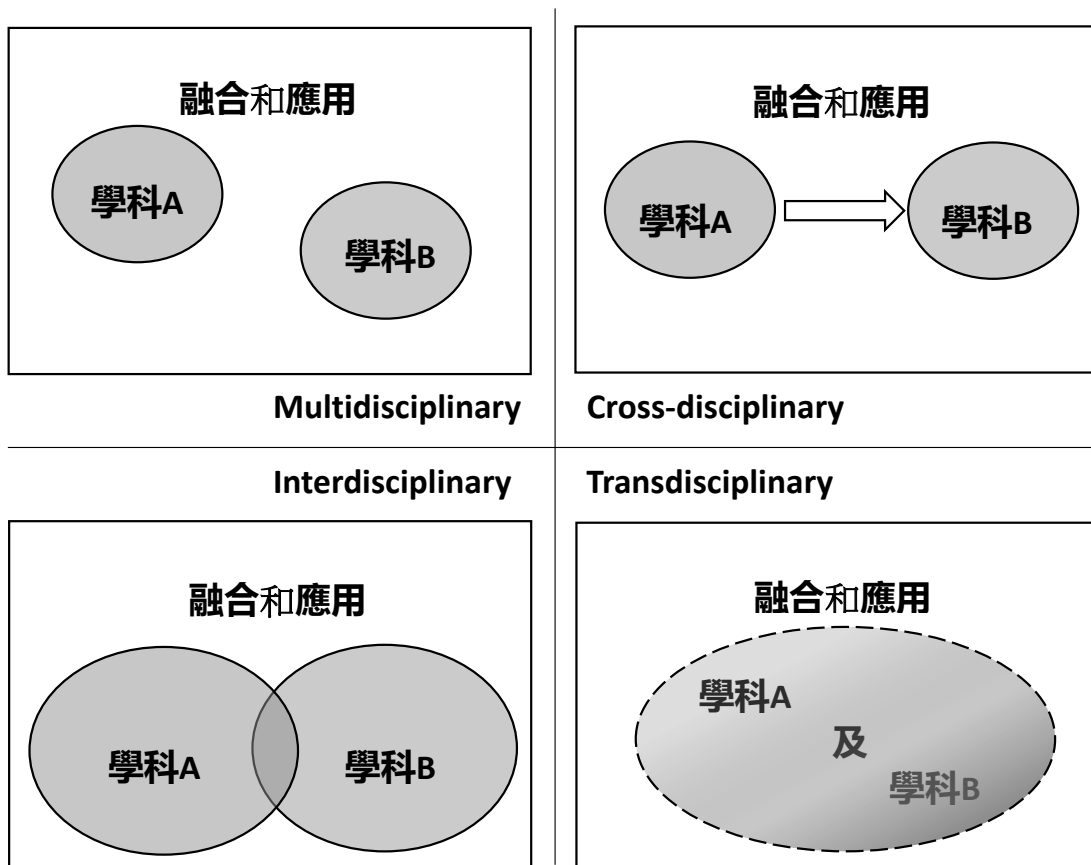 融合和應用
學科A
學科B
Multidisciplinary
融合和應用
學科A
學科B
Cross-disciplinary
Interdisciplinary
融合和應用
學科A
學科B
Transdisciplinary
融合和應用
學科A
及
學科B